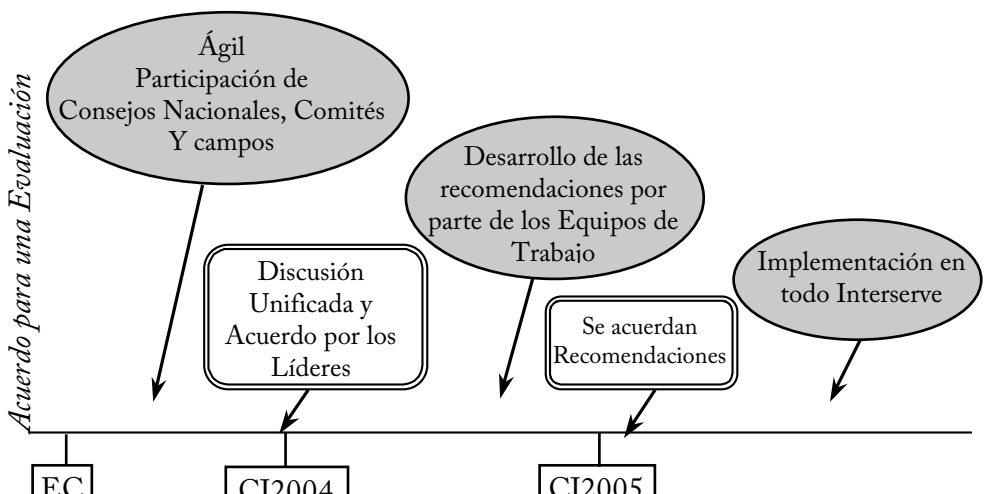 Ágil
Participación de
Consejos Nacionales, Comités
Y campos
Acuerdo para una Evaluación
Desarrollo de las
recomendaciones por
parte de los Equipos de
Trabajo
Discusión
Unificada y
Acuerdo por los
Líderes
Se acuerdan
Recomendaciones
Implementación en
todo Interserve
EC
CI2004
CI2005